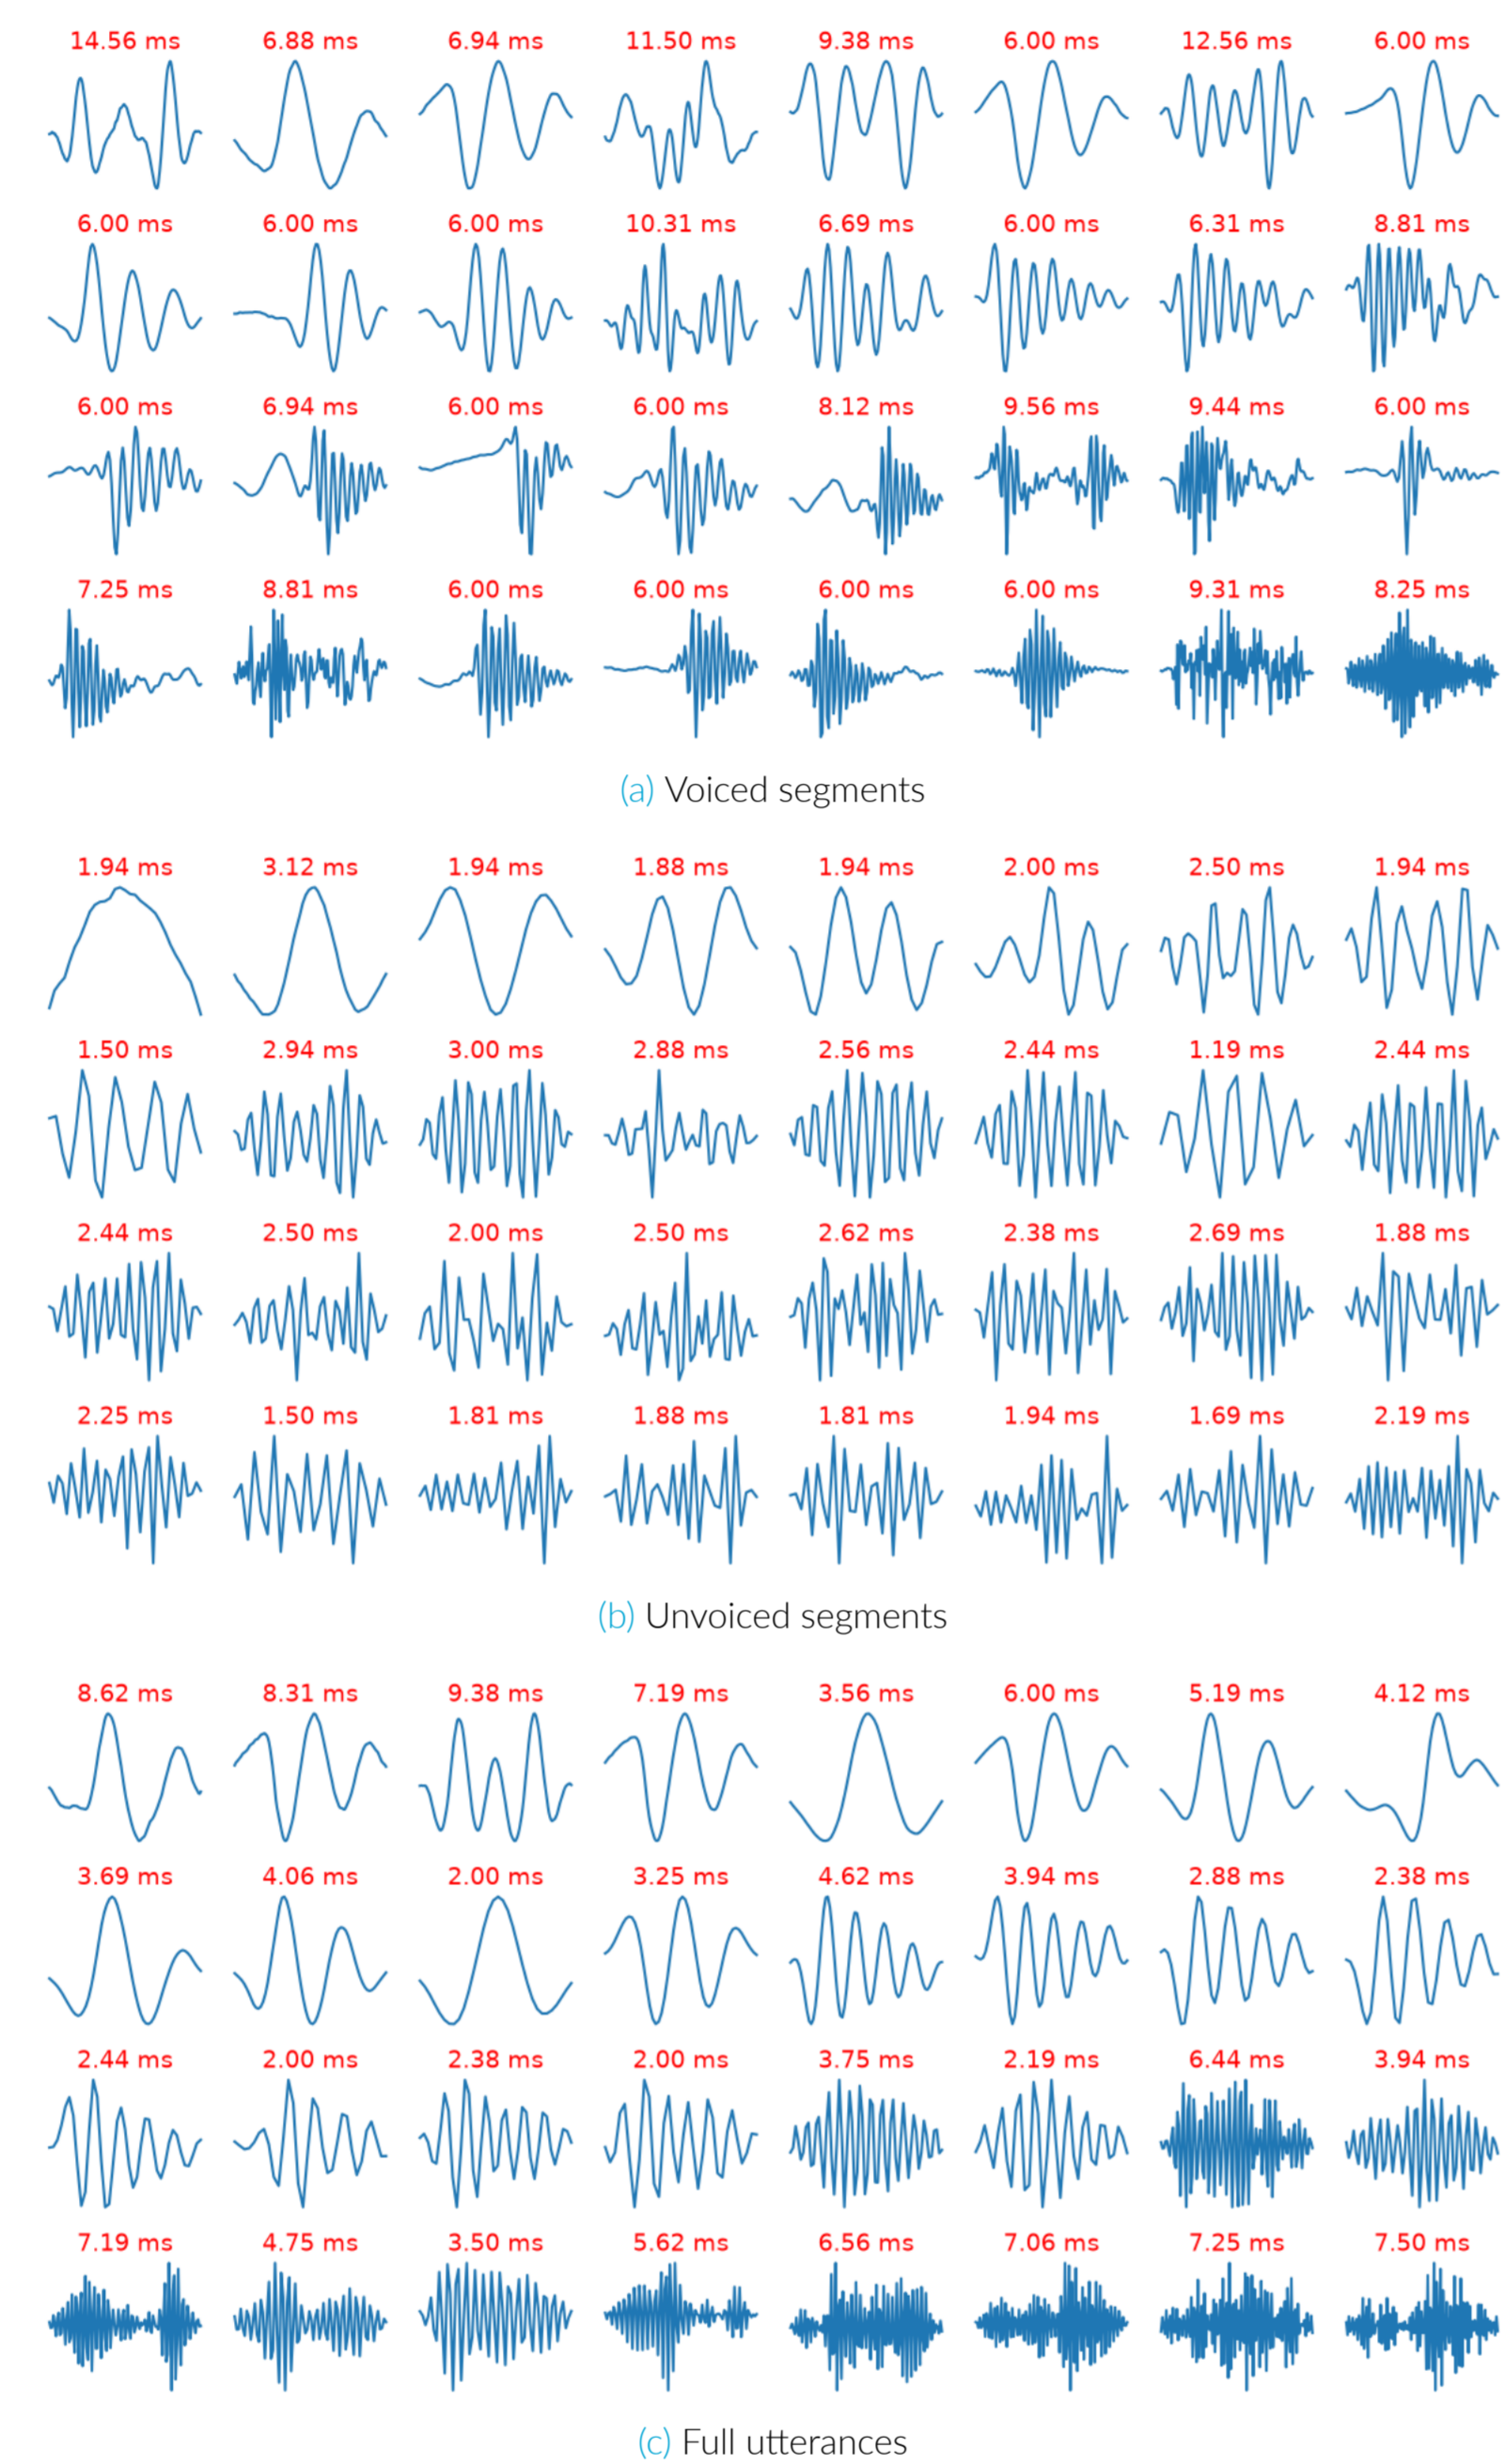 14.56 ms 6.88 ms 6.94 ms 11.50 ms 9.38 ms 6.00 ms 12.56 ms 6.00 ms
6.00 ms 6.00 ms 6.00 ms 10.31 ms 6.69 ms 6.00 ms 6.31 ms 8.81 ms
6.00 ms 6.94 ms 6.00 ms 6.00 ms 8.12 ms 9.56 ms 9.44 ms 6.00 ms
7.25 ms 8.81 ms 6.00 ms 6.00 ms 6.00 ms 6.00 ms 9.31 ms 8.25 ms
(a) Voiced segments
1.94 ms 3.12 ms 1.94 ms 1.88 ms 1.94 ms 2.00 ms 2.50 ms 1.94 ms
1.50 ms 2.94 ms 3.00 ms 2.88 ms 2.56 ms 2.44 ms 1.19 ms 2.44 ms
2.44 ms 2.50 ms 2.00 ms 2.50 ms 2.62 ms 2.38 ms 2.69 ms 1.88 ms
2.25 ms 1.50 ms 1.81 ms 1.88 ms 1.81 ms 1.94 ms 1.69 ms 2.19 ms
(b) Unvoiced segments
8.62 ms 8.31 ms 9.38 ms 7.19 ms 3.56 ms 6.00 ms 5.19 ms 4.12 ms
3.69 ms 4.06 ms 2.00 ms 3.25 ms 4.62 ms 3.94 ms 2.88 ms 2.38 ms
2.44 ms 2.00 ms 2.38 ms 2.00 ms 3.75 ms 2.19 ms 6.44 ms 3.94 ms
7.19 ms 4.75 ms 3.50 ms 5.62 ms 6.56 ms 7.06 ms 7.25 ms 7.50 ms
(c) Full utterances